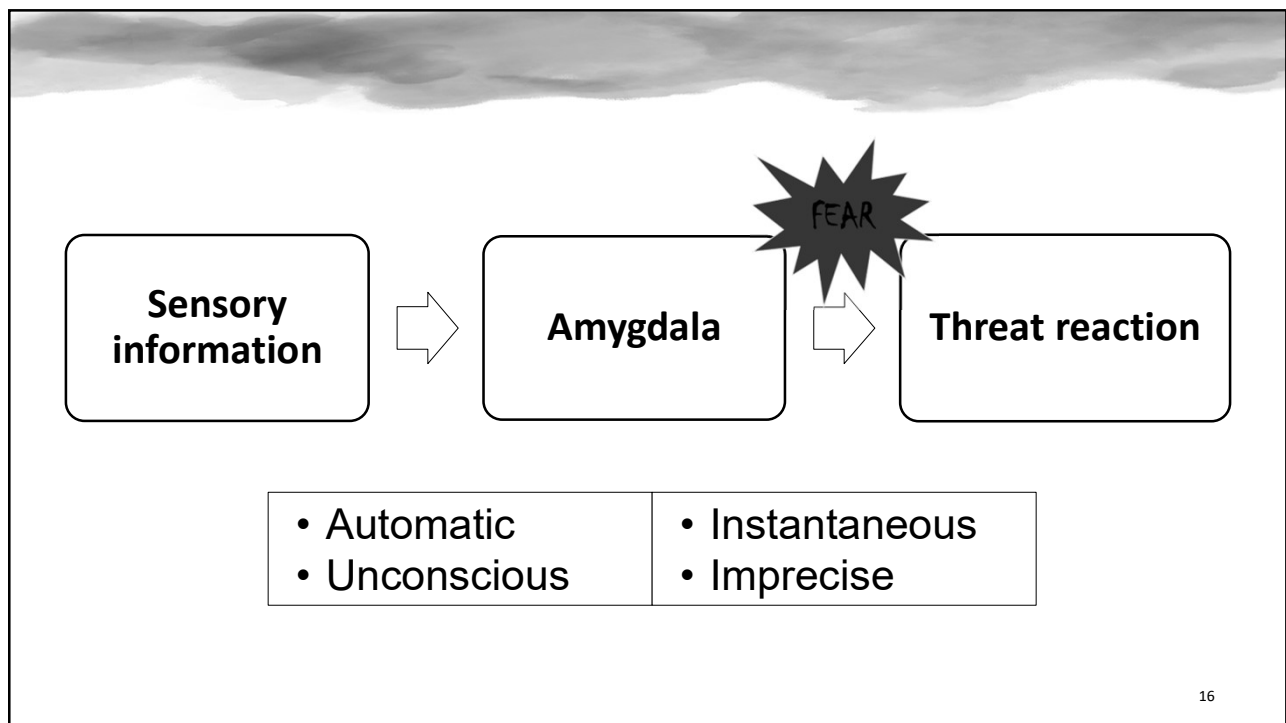 FEAR
Sensory
information
Amygdala
Threat reaction
• Automatic
• Unconscious
• Instantaneous
• Imprecise
16